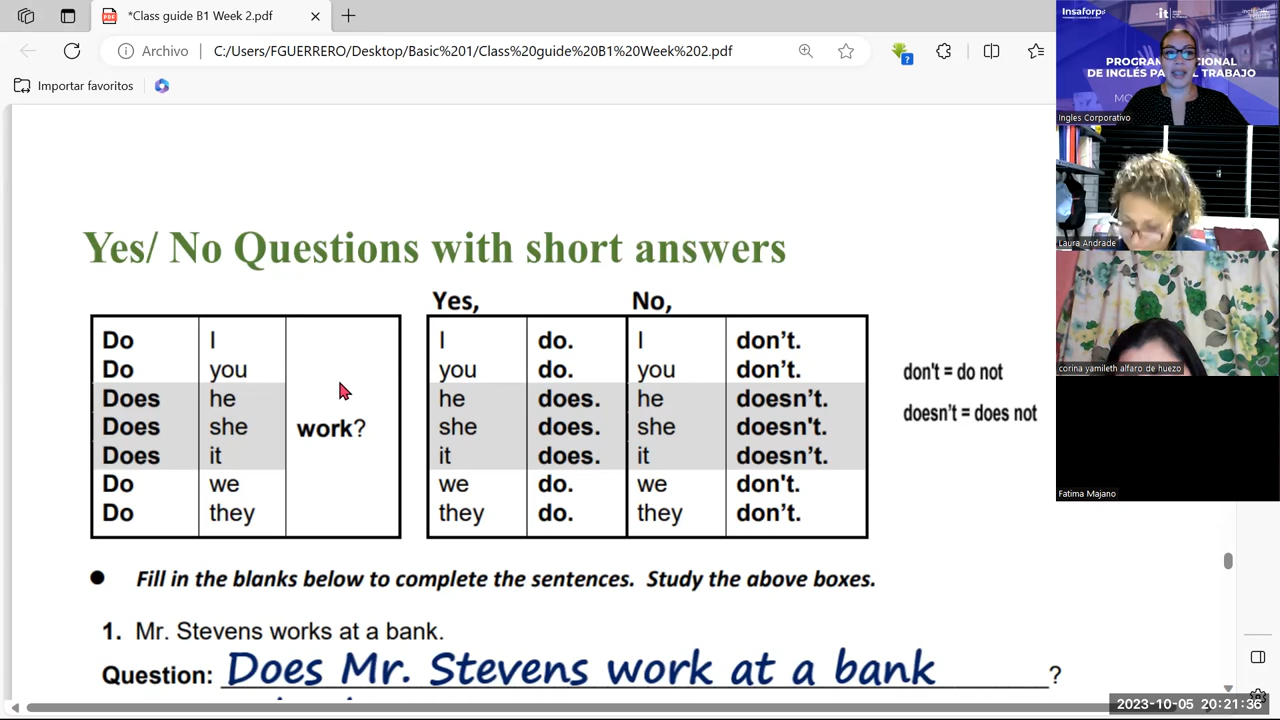 *Class guide B1 Week 2.pdf
Archivo
C:/Users/FGUERRERO/Desktop/Basic%201/Class%20guide%20B1%20Week%202.pdf
Importar favoritos
Insaforp
DE INGLÉS PA L TRABAJO
Ingles Corporativo
Laura Andrade
corina yamileth alfaro de huezo
Fatima Majano
Yes/ No Questions with short answers
Yes, No,
Do I I do. I don't.
Do you you do. you don't.
Does he he does. he doesn't.
Does she work? she does. she doesn't.
Does it it does. it doesn't.
Do we we do. we don't.
Do they they do. they don't.
don't = do not
doesn't = does not
● Fill in the blanks below to complete the sentences. Study the above boxes.
1. Mr. Stevens works at a bank.
Question: Does Mr. Stevens work at a bank ?
2023-10-05 20:21:36